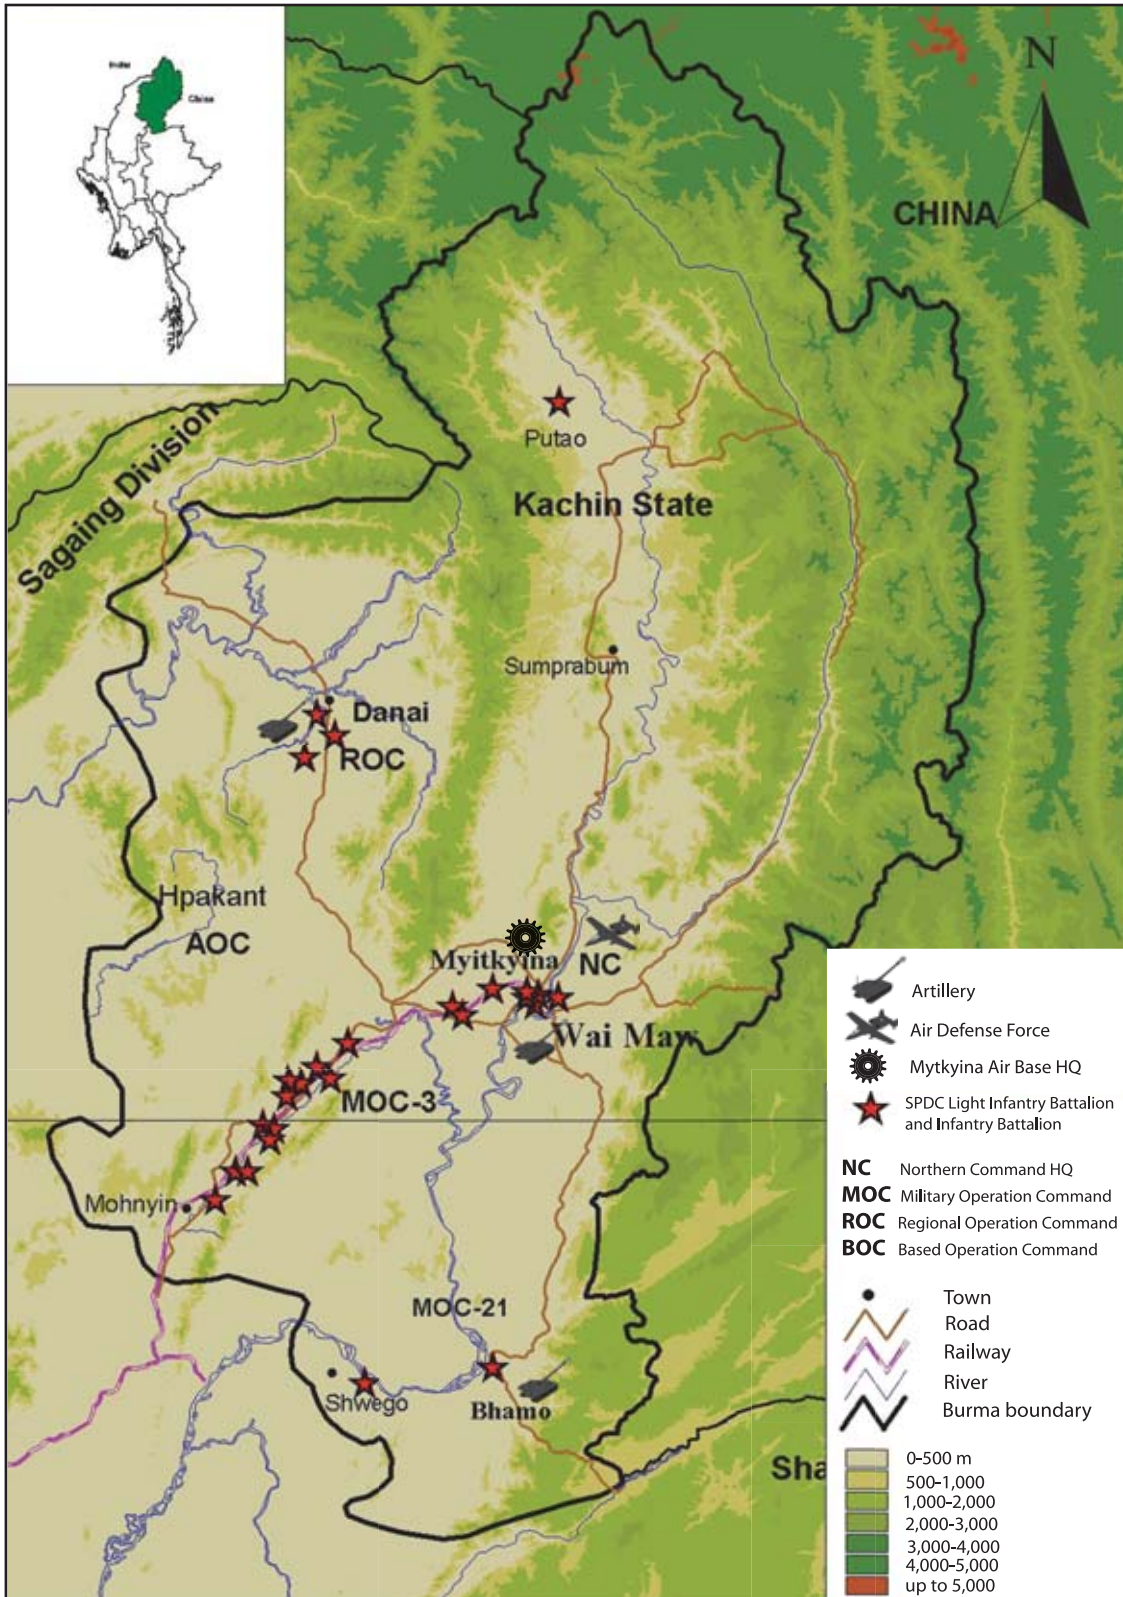 India
China
N
CHINA
Sagaing Division
Putao
Kachin State
Sumprabum
Danai
ROC
Hpakant
AOC
Myitkyina
NC
Wai Maw
MOC-3
Mohnyin
MOC-21
Shwego
Bhamo
Sha
Artillery
Air Defense Force
Mytkyina Air Base HQ
SPDC Light Infantry Battalion
and Infantry Battalion
NC Northern Command HQ
MOC Military Operation Command
ROC Regional Operation Command
BOC Based Operation Command
Town
Road
Railway
River
Burma boundary
0-500 m
500-1,000
1,000-2,000
2,000-3,000
3,000-4,000
4,000-5,000
up to 5,000